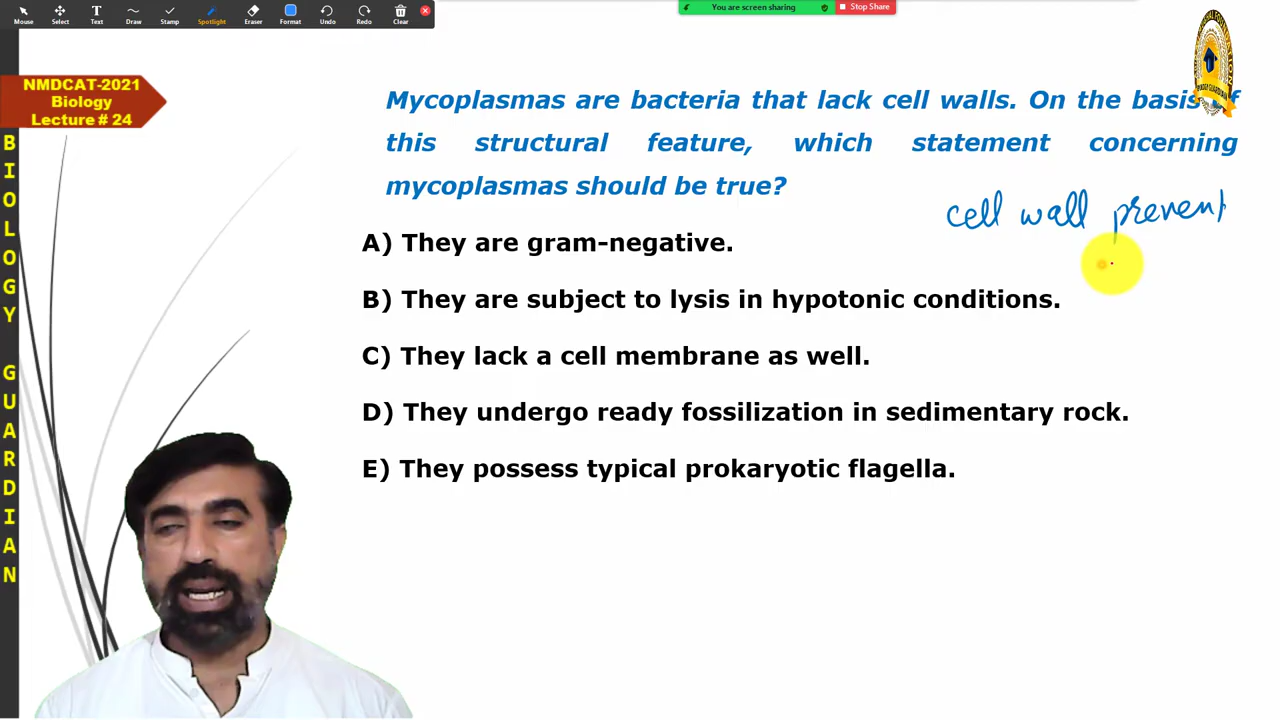 Mouse Select Text Draw Stamp Spotlight Eraser Format Undo Redo Clear
You are screen sharing Stop Share
NMDCAT-2021
Biology
Lecture # 24
BIOLOGY GUARDIAN
Mycoplasmas are bacteria that lack cell walls. On the basis of
this structural feature, which statement concerning
mycoplasmas should be true?
cell wall prevent
A) They are gram-negative.
B) They are subject to lysis in hypotonic conditions.
C) They lack a cell membrane as well.
D) They undergo ready fossilization in sedimentary rock.
E) They possess typical prokaryotic flagella.